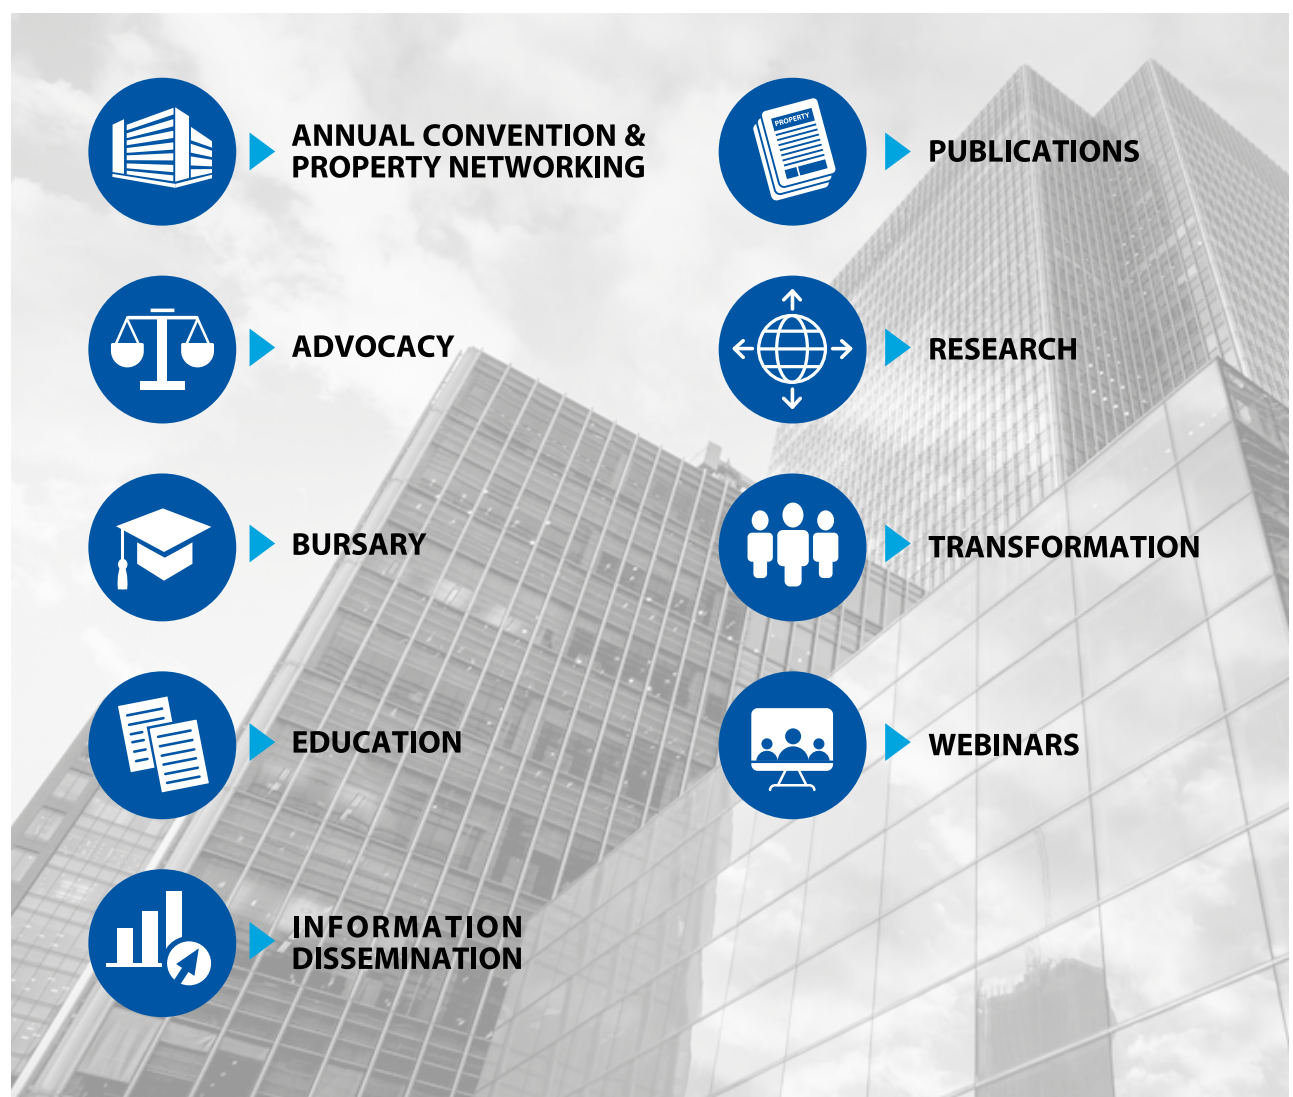 ANNUAL CONVENTION &
PROPERTY NETWORKING
ADVOCACY
BURSARY
EDUCATION
INFORMATION
DISSEMINATION
PROPERTY
PUBLICATIONS
RESEARCH
TRANSFORMATION
WEBINARS